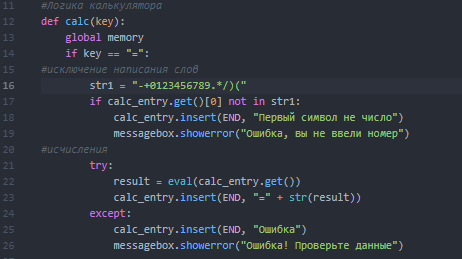 11 #Логика калькулятора
12 def calc(key):
13 global memory
14 if key == "=":
15 #исключение написания слов
16 str1 = "-+0123456789.*/)("
17 if calc_entry.get()[0] not in str1:
18 calc_entry.insert(END, "Первый символ не число")
19 messagebox.showerror("Ошибка, вы не ввели номер")
20 #исчисления
21 try:
22 result = eval(calc_entry.get())
23 calc_entry.insert(END, "=" + str(result))
24 except:
25 calc_entry.insert(END, "Ошибка")
26 messagebox.showerror("Ошибка! Проверьте данные")